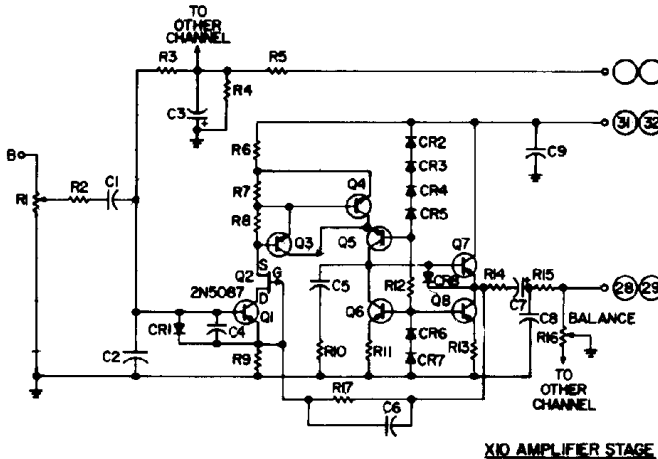 TO
OTHER
CHANNEL
R3
R5
C3
+
R4
31
32
R6
CR2
C9
CR3
B
R7
Q4
CR4
R1
R2
C1
R8
CR5
Q3
Q5
Q7
S
Q2
G
CR8
R14
R15
28
29
2N5087
D
C5
R12
Q8
C7
+
C8
BALANCE
Q1
Q6
CR1
C4
CR6
R16
C2
R9
R10
R11
CR7
R13
R17
TO
OTHER
CHANNEL
C6
X10 AMPLIFIER STAGE